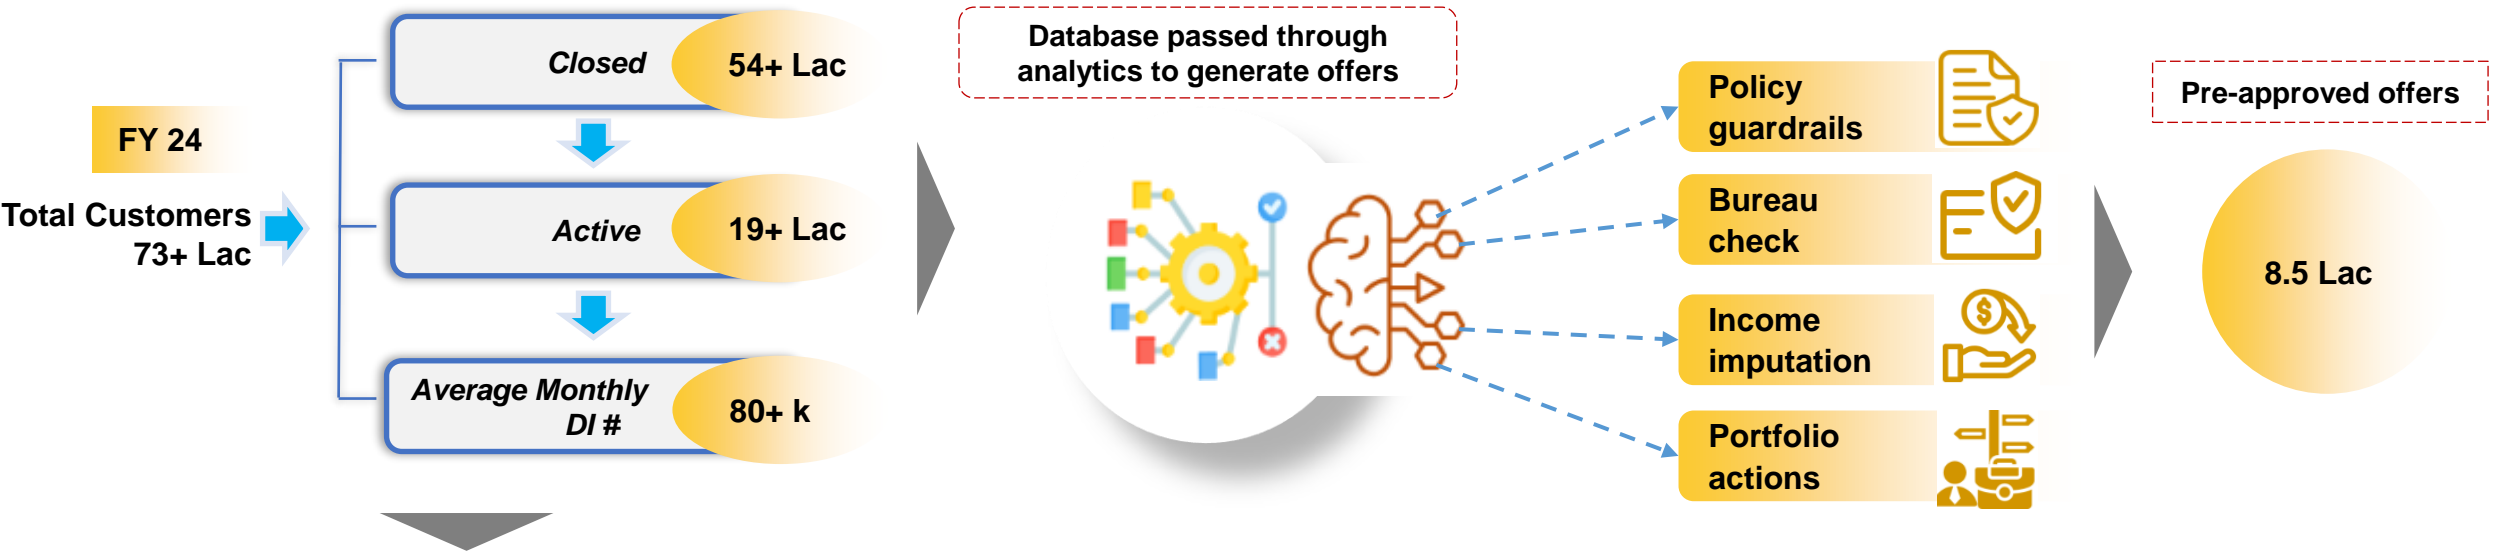 FY 24
Total Customers
73+ Lac
Closed
54+ Lac
Active
19+ Lac
Average Monthly
DI #
80+ k
Database passed through
analytics to generate offers
Policy
guardrails
Bureau
check
Income
imputation
Portfolio
actions
Pre-approved offers
8.5 Lac